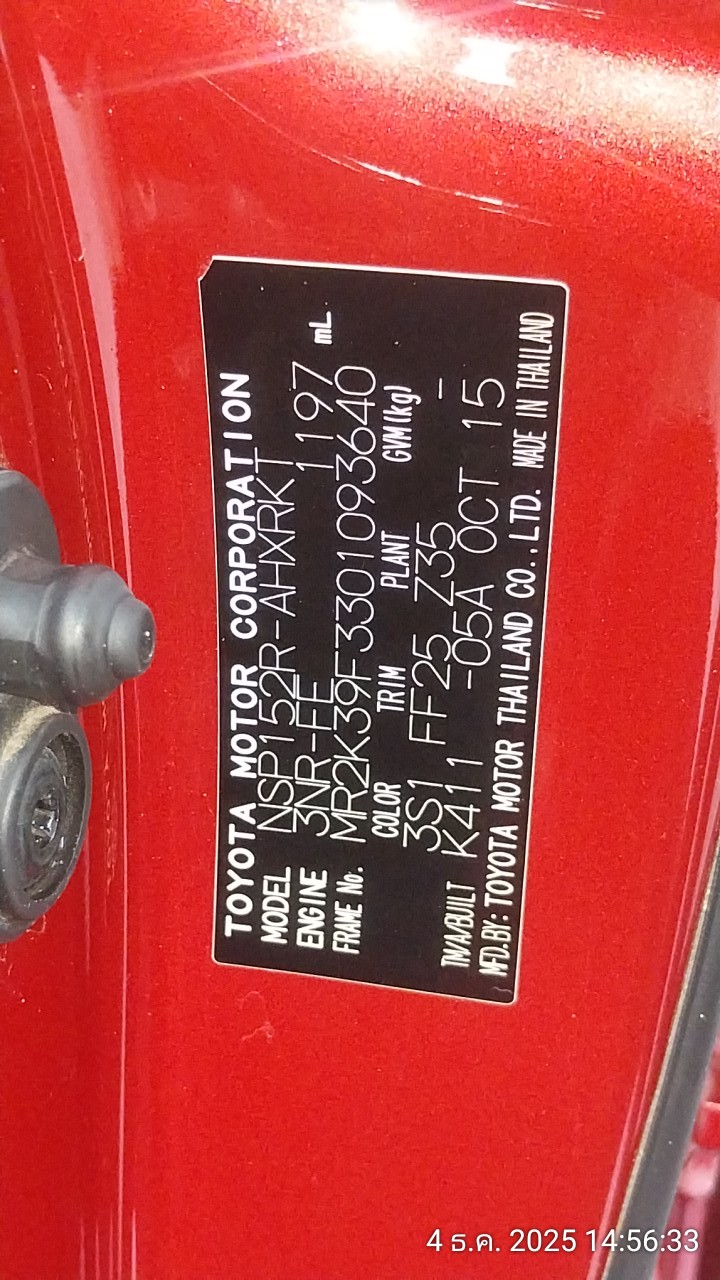 TOYOTA MOTOR CORPORATION
MODEL NSP152R-AHXRKT
ENGINE 3NR-FE 1197 mL
FRAME No. MR2K39F3301093640
COLOR TRIM PLANT GVM(kg)
3S1 FF25 Z35 —
TM/A/BUILT K411 -05A OCT 15
MFD.BY: TOYOTA MOTOR THAILAND CO.,LTD. MADE IN THAILAND
4 ธ.ค. 2025 14:56:33